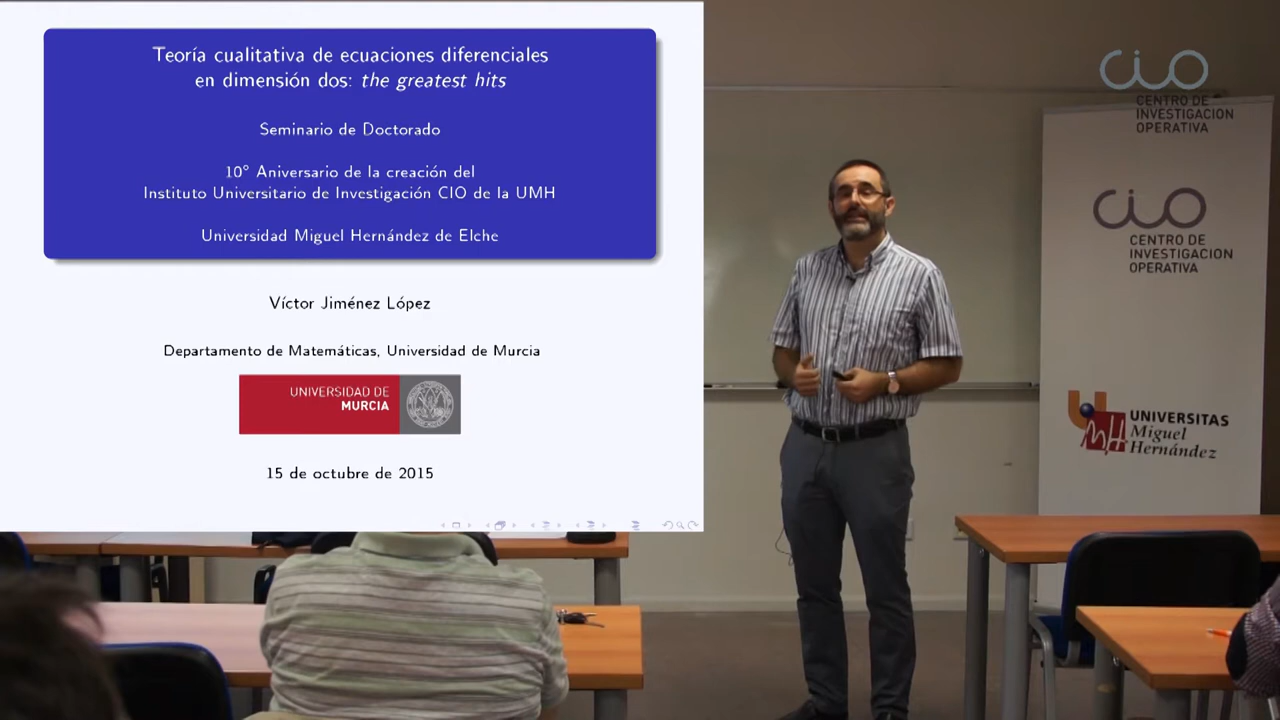 Teoría cualitativa de ecuaciones diferenciales
en dimensión dos: the greatest hits
Seminario de Doctorado
10° Aniversario de la creación del
Instituto Universitario de Investigación CIO de la UMH
Universidad Miguel Hernández de Elche
Víctor Jiménez López
Departamento de Matemáticas, Universidad de Murcia
UNIVERSIDAD DE
MURCIA
15 de octubre de 2015
CIO
CENTRO DE
INVESTIGACION
OPERATIVA
CIO
CENTRO DE
INVESTIGACION
OPERATIVA
UMH
UNIVERSITAS
Miguel
Hernández